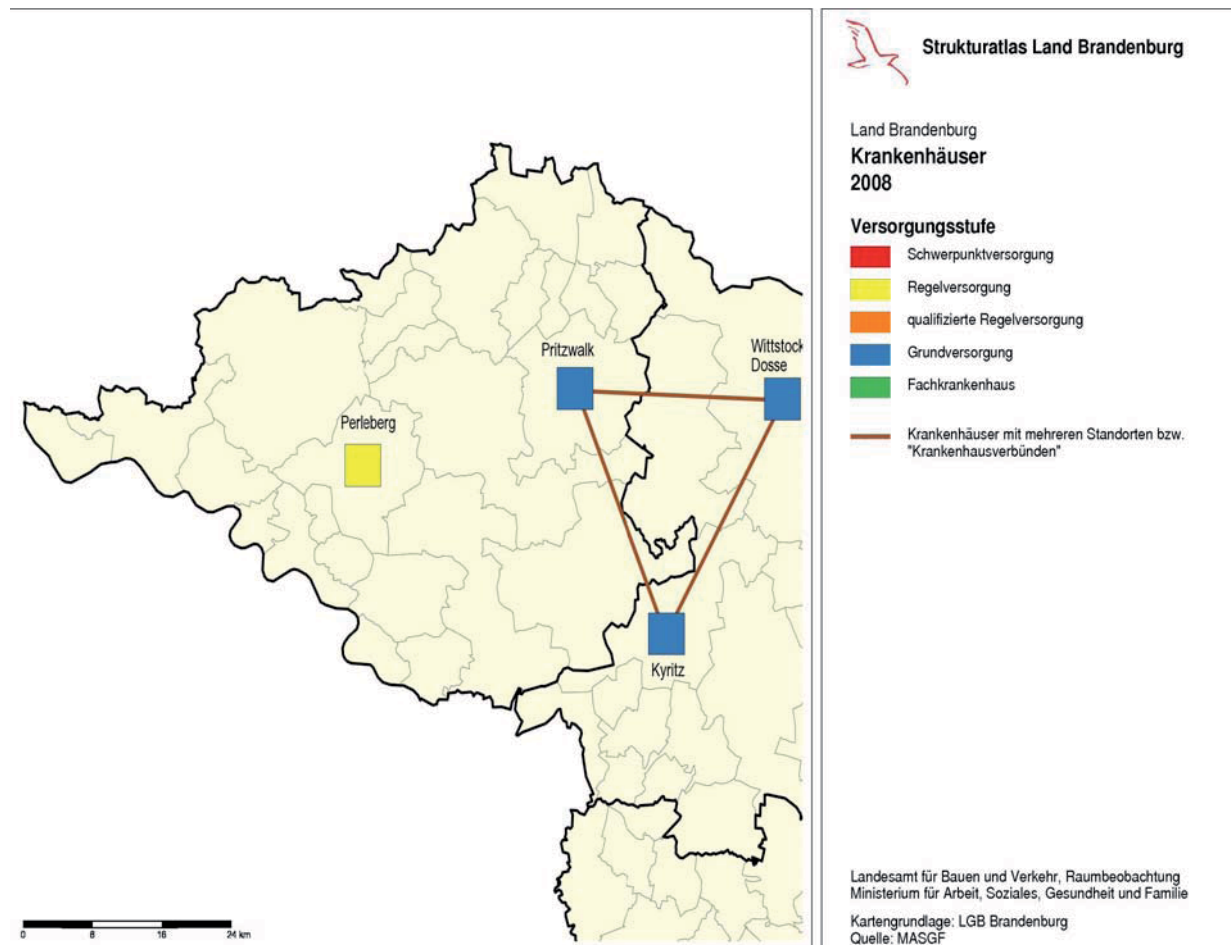 Strukturatlas Land Brandenburg
Land Brandenburg
Krankenhäuser
2008
Versorgungsstufe
Schwerpunktversorgung
Regelversorgung
qualifizierte Regelversorgung
Grundversorgung
Fachkrankenhaus
Krankenhäuser mit mehreren Standorten bzw.
"Krankenhausverbünden"
Pritzwalk
Wittstock
Dosse
Perleberg
Kyritz
0 8 16 24 km
Landesamt für Bauen und Verkehr, Raumbeobachtung
Ministerium für Arbeit, Soziales, Gesundheit und Familie
Kartengrundlage: LGB Brandenburg
Quelle: MASGF